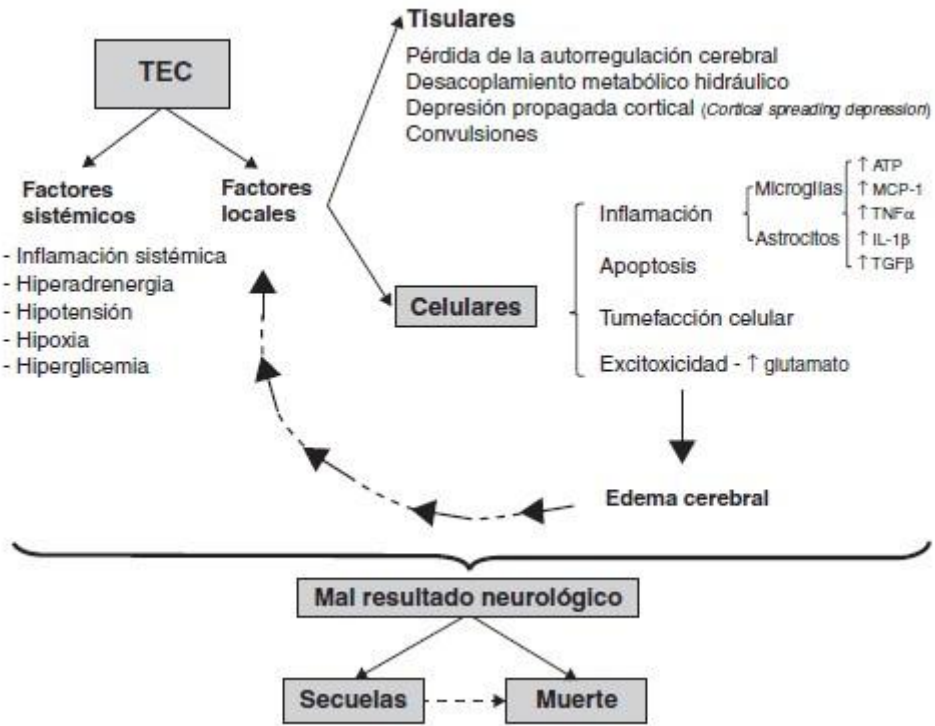 TEC
Factores
sistémicos
- Inflamación sistémica
- Hiperadrenergia
- Hipotensión
- Hipoxia
- Hiperglicemia
Factores
locales
Tisulares
Pérdida de la autorregulación cerebral
Desacoplamiento metabólico hidráulico
Depresión propagada cortical (Cortical spreading depression)
Convulsiones
Celulares
Inflamación
Microglias
Astrocitos
↑ ATP
↑ MCP-1
↑ TNFα
↑ IL-1β
↑ TGFβ
Apoptosis
Tumefacción celular
Excitoxicidad - ↑ glutamato
Edema cerebral
Mal resultado neurológico
Secuelas
Muerte